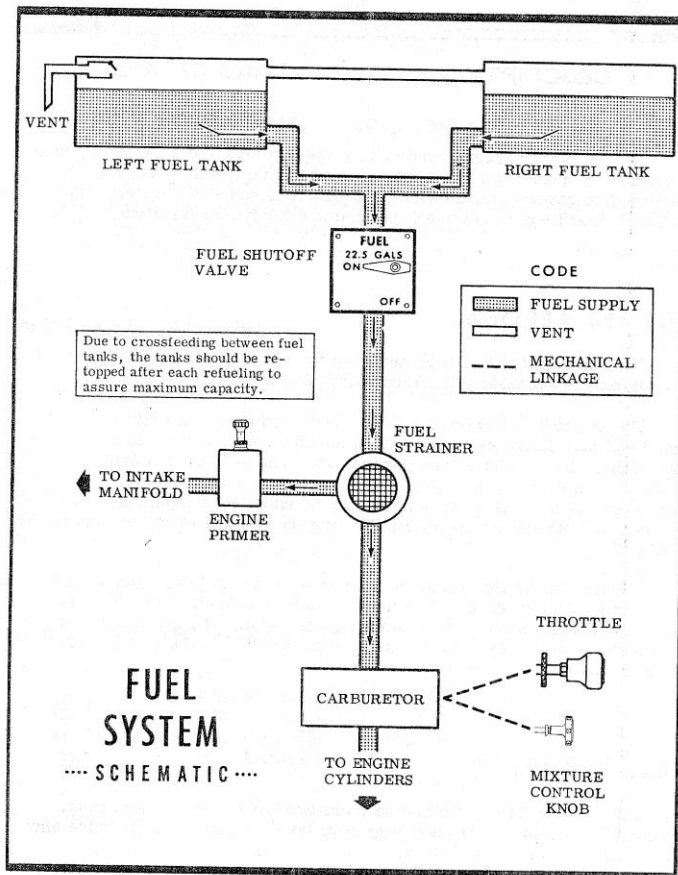 VENT
LEFT FUEL TANK
RIGHT FUEL TANK
FUEL SHUTOFF
VALVE
FUEL
22.5 GALS
ON
OFF
CODE
FUEL SUPPLY
VENT
MECHANICAL
LINKAGE
Due to crossfeeding between fuel
tanks, the tanks should be re-
topped after each refueling to
assure maximum capacity.
FUEL
STRAINER
TO INTAKE
MANIFOLD
ENGINE
PRIMER
THROTTLE
CARBURETOR
FUEL
SYSTEM
···· SCHEMATIC ····
TO ENGINE
CYLINDERS
MIXTURE
CONTROL
KNOB